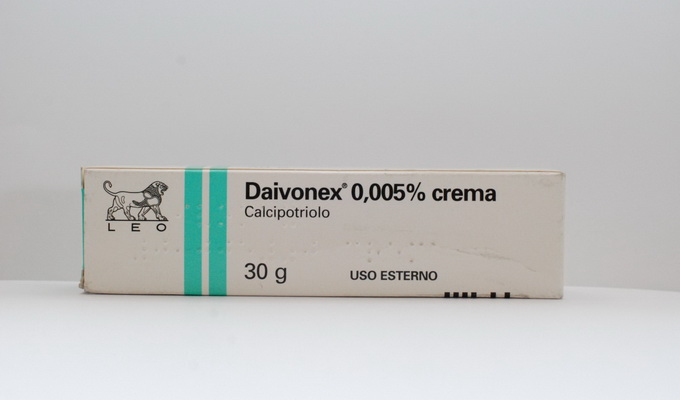 LEO
Daivonex® 0,005% crema
Calcipotriolo
30 g
USO ESTERNO